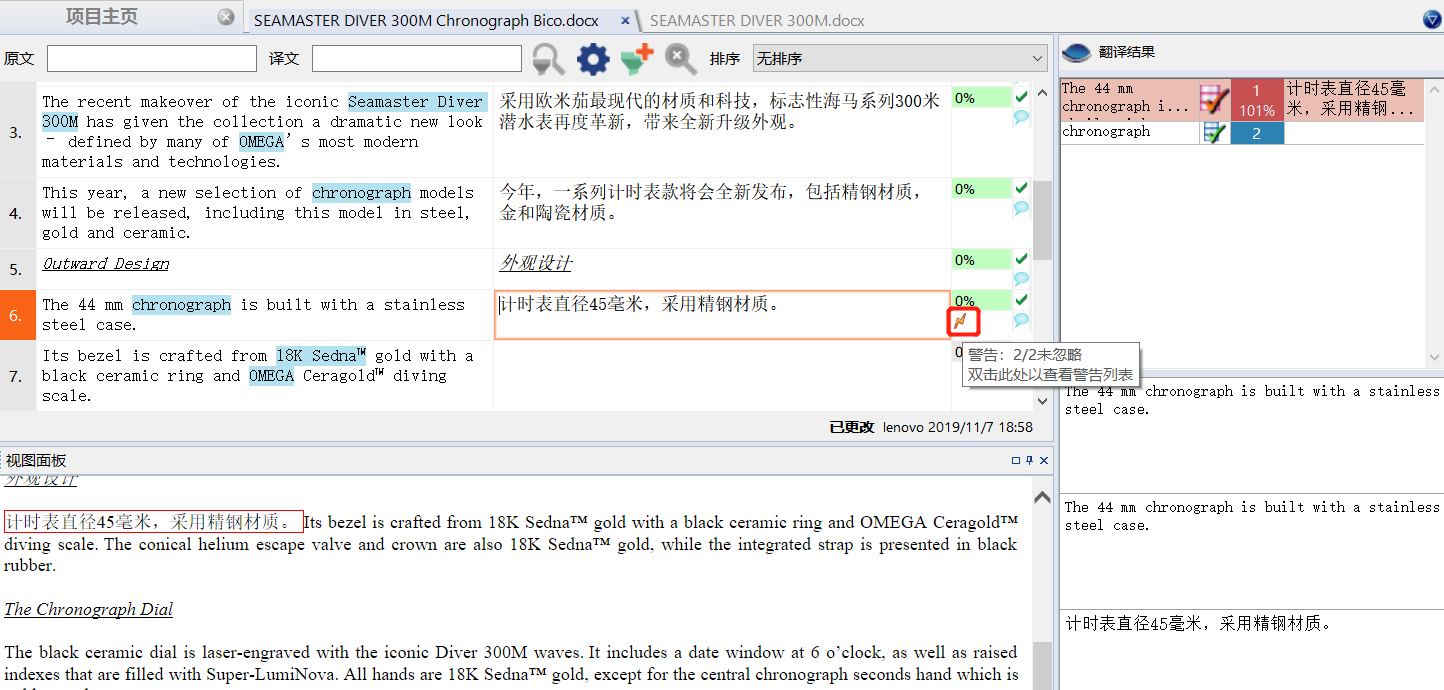 项目主页
SEAMASTER DIVER 300M Chronograph Bico.docx
SEAMASTER DIVER 300M.docx
原文
译文
排序
无排序
翻译结果
3.
The recent makeover of the iconic Seamaster Diver
300M has given the collection a dramatic new look
– defined by many of OMEGA’s most modern
materials and technologies.
采用欧米茄最现代的材质和科技，标志性海马系列300米
潜水表再度革新，带来全新升级外观。
0%
4.
This year, a new selection of chronograph models
will be released, including this model in steel,
gold and ceramic.
今年，一系列计时表款将会全新发布，包括精钢材质，
金和陶瓷材质。
0%
5.
Outward Design
外观设计
0%
6.
The 44 mm chronograph is built with a stainless
steel case.
计时表直径45毫米，采用精钢材质。
0%
7.
Its bezel is crafted from 18K Sedna™ gold with a
black ceramic ring and OMEGA Ceragold™ diving
scale.
0
警告：2/2未忽略
双击此处以查看警告列表
已更改 lenovo 2019/11/7 18:58
The 44 mm
chronograph i...
1
101%
计时表直径45毫
米，采用精钢...
chronograph
2
The 44 mm chronograph is built with a stainless
steel case.
The 44 mm chronograph is built with a stainless
steel case.
计时表直径45毫米，采用精钢材质。
视图面板
外观设计
计时表直径45毫米，采用精钢材质。Its bezel is crafted from 18K Sedna™ gold with a black ceramic ring and OMEGA Ceragold™
diving scale. The conical helium escape valve and crown are also 18K Sedna™ gold, while the integrated strap is presented in black
rubber.
The Chronograph Dial
The black ceramic dial is laser-engraved with the iconic Diver 300M waves. It includes a date window at 6 o’clock, as well as raised
indexes that are filled with Super-LumiNova. All hands are 18K Sedna™ gold, except for the central chronograph seconds hand which is